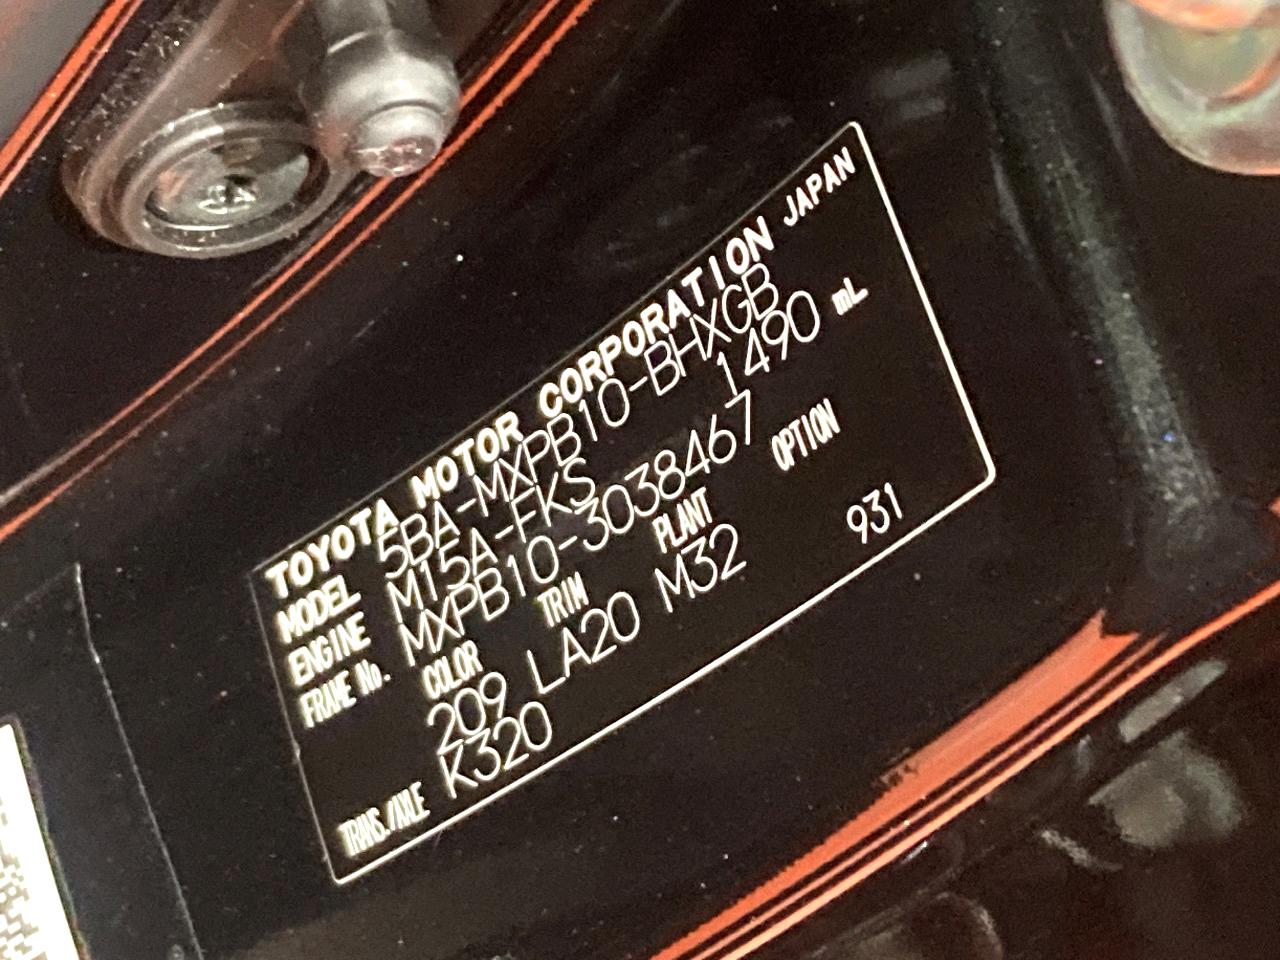 TOYOTA MOTOR CORPORATION JAPAN
MODEL 5BA-MXPB10-BHXGB
ENGINE M15A-FKS 1490 mL
FRAME No. MXPB10-3038467
COLOR TRIM PLANT OPTION
209 LA20 M32 931
TRANS./AXLE K320